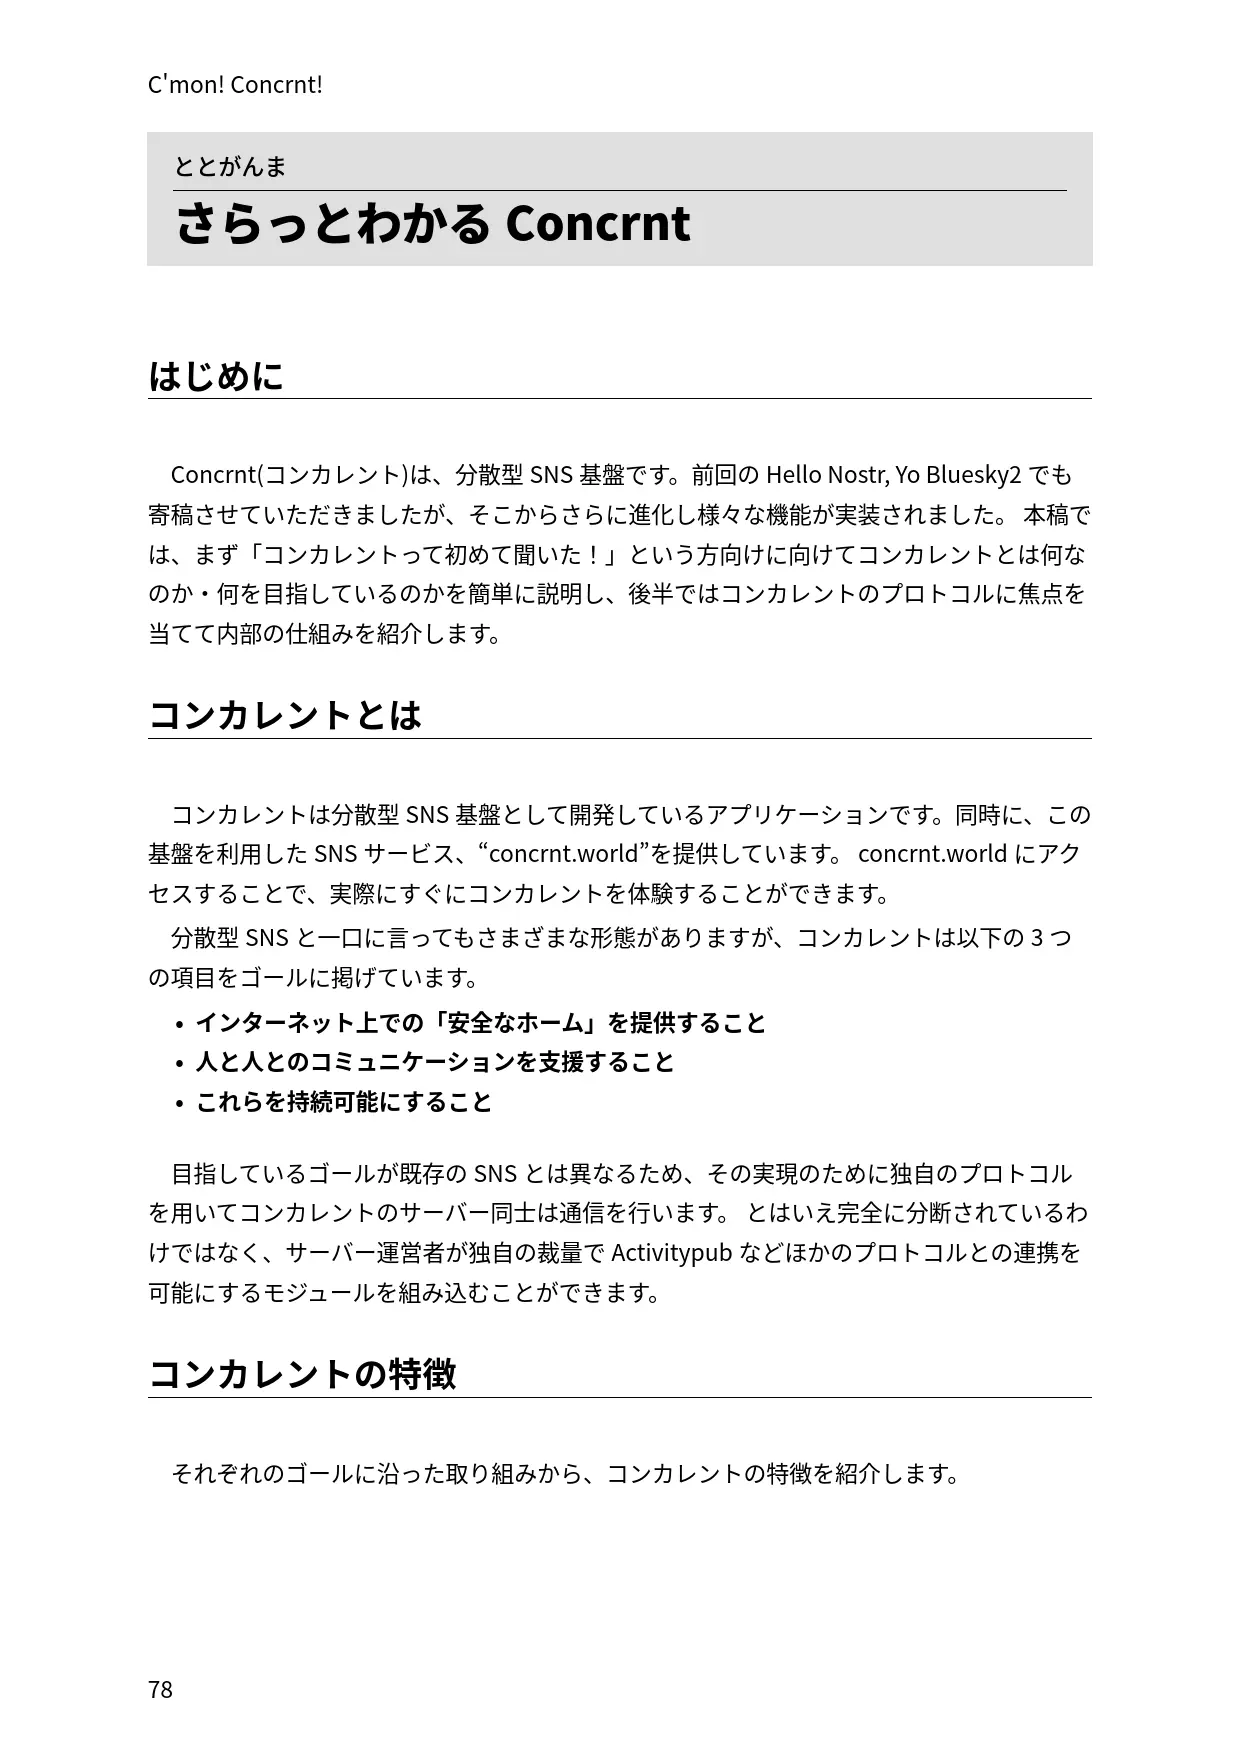 C'mon! Concrnt!
ととがんま
さらっとわかる Concrnt
はじめに
Concrnt(コンカレント)は、分散型 SNS 基盤です。前回の Hello Nostr, Yo Bluesky2 でも
寄稿させていただきましたが、そこからさらに進化し様々な機能が実装されました。 本稿で
は、まず「コンカレントって初めて聞いた！」という方向けに向けてコンカレントとは何な
のか・何を目指しているのかを簡単に説明し、後半ではコンカレントのプロトコルに焦点を
当てて内部の仕組みを紹介します。
コンカレントとは
コンカレントは分散型 SNS 基盤として開発しているアプリケーションです。同時に、この
基盤を利用した SNS サービス、“concrnt.world”を提供しています。 concrnt.world にアク
セスすることで、実際にすぐにコンカレントを体験することができます。
分散型 SNS と一口に言ってもさまざまな形態がありますが、コンカレントは以下の 3 つ
の項目をゴールに掲げています。
• インターネット上での「安全なホーム」を提供すること
• 人と人とのコミュニケーションを支援すること
• これらを持続可能にすること
目指しているゴールが既存の SNS とは異なるため、その実現のために独自のプロトコル
を用いてコンカレントのサーバー同士は通信を行います。 とはいえ完全に分断されているわ
けではなく、サーバー運営者が独自の裁量で Activitypub などほかのプロトコルとの連携を
可能にするモジュールを組み込むことができます。
コンカレントの特徴
それぞれのゴールに沿った取り組みから、コンカレントの特徴を紹介します。
78